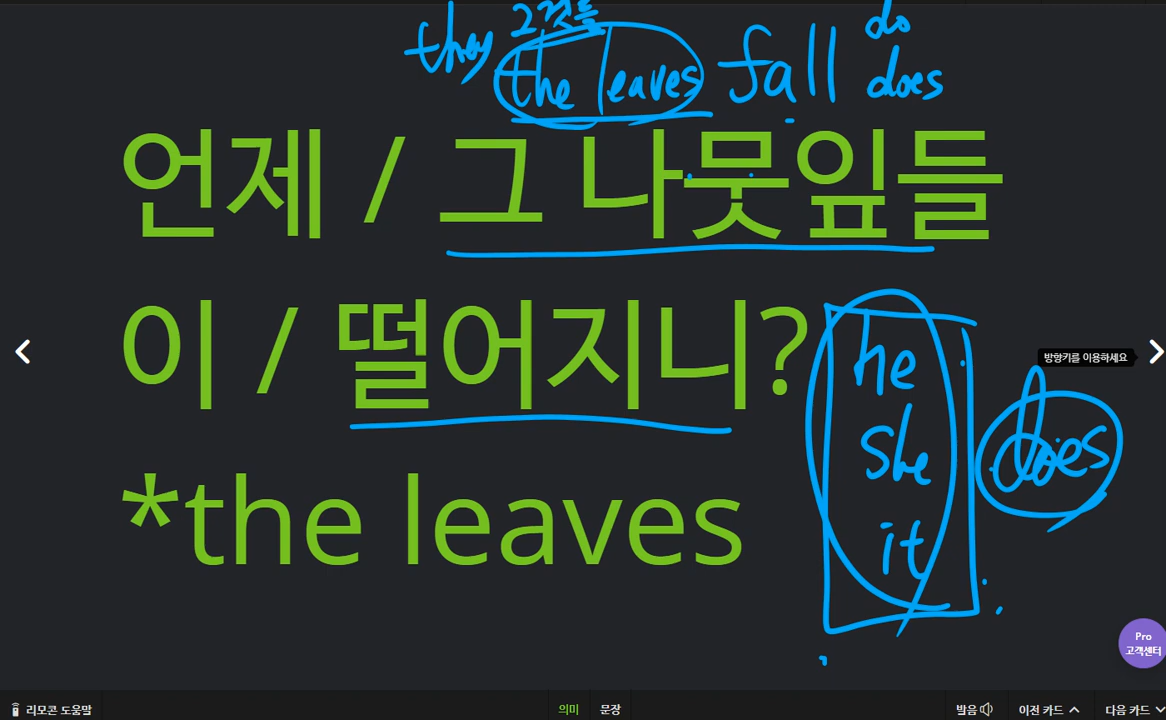 they 그것들 do
the leaves fall does
언제 / 그 나뭇잎들
이 / 떨어지니?
he
방향키를 이용하세요
she does
it
*the leaves
Pro
고객센터
리모콘 도움말 의미 문장 발음 이전 카드 다음 카드